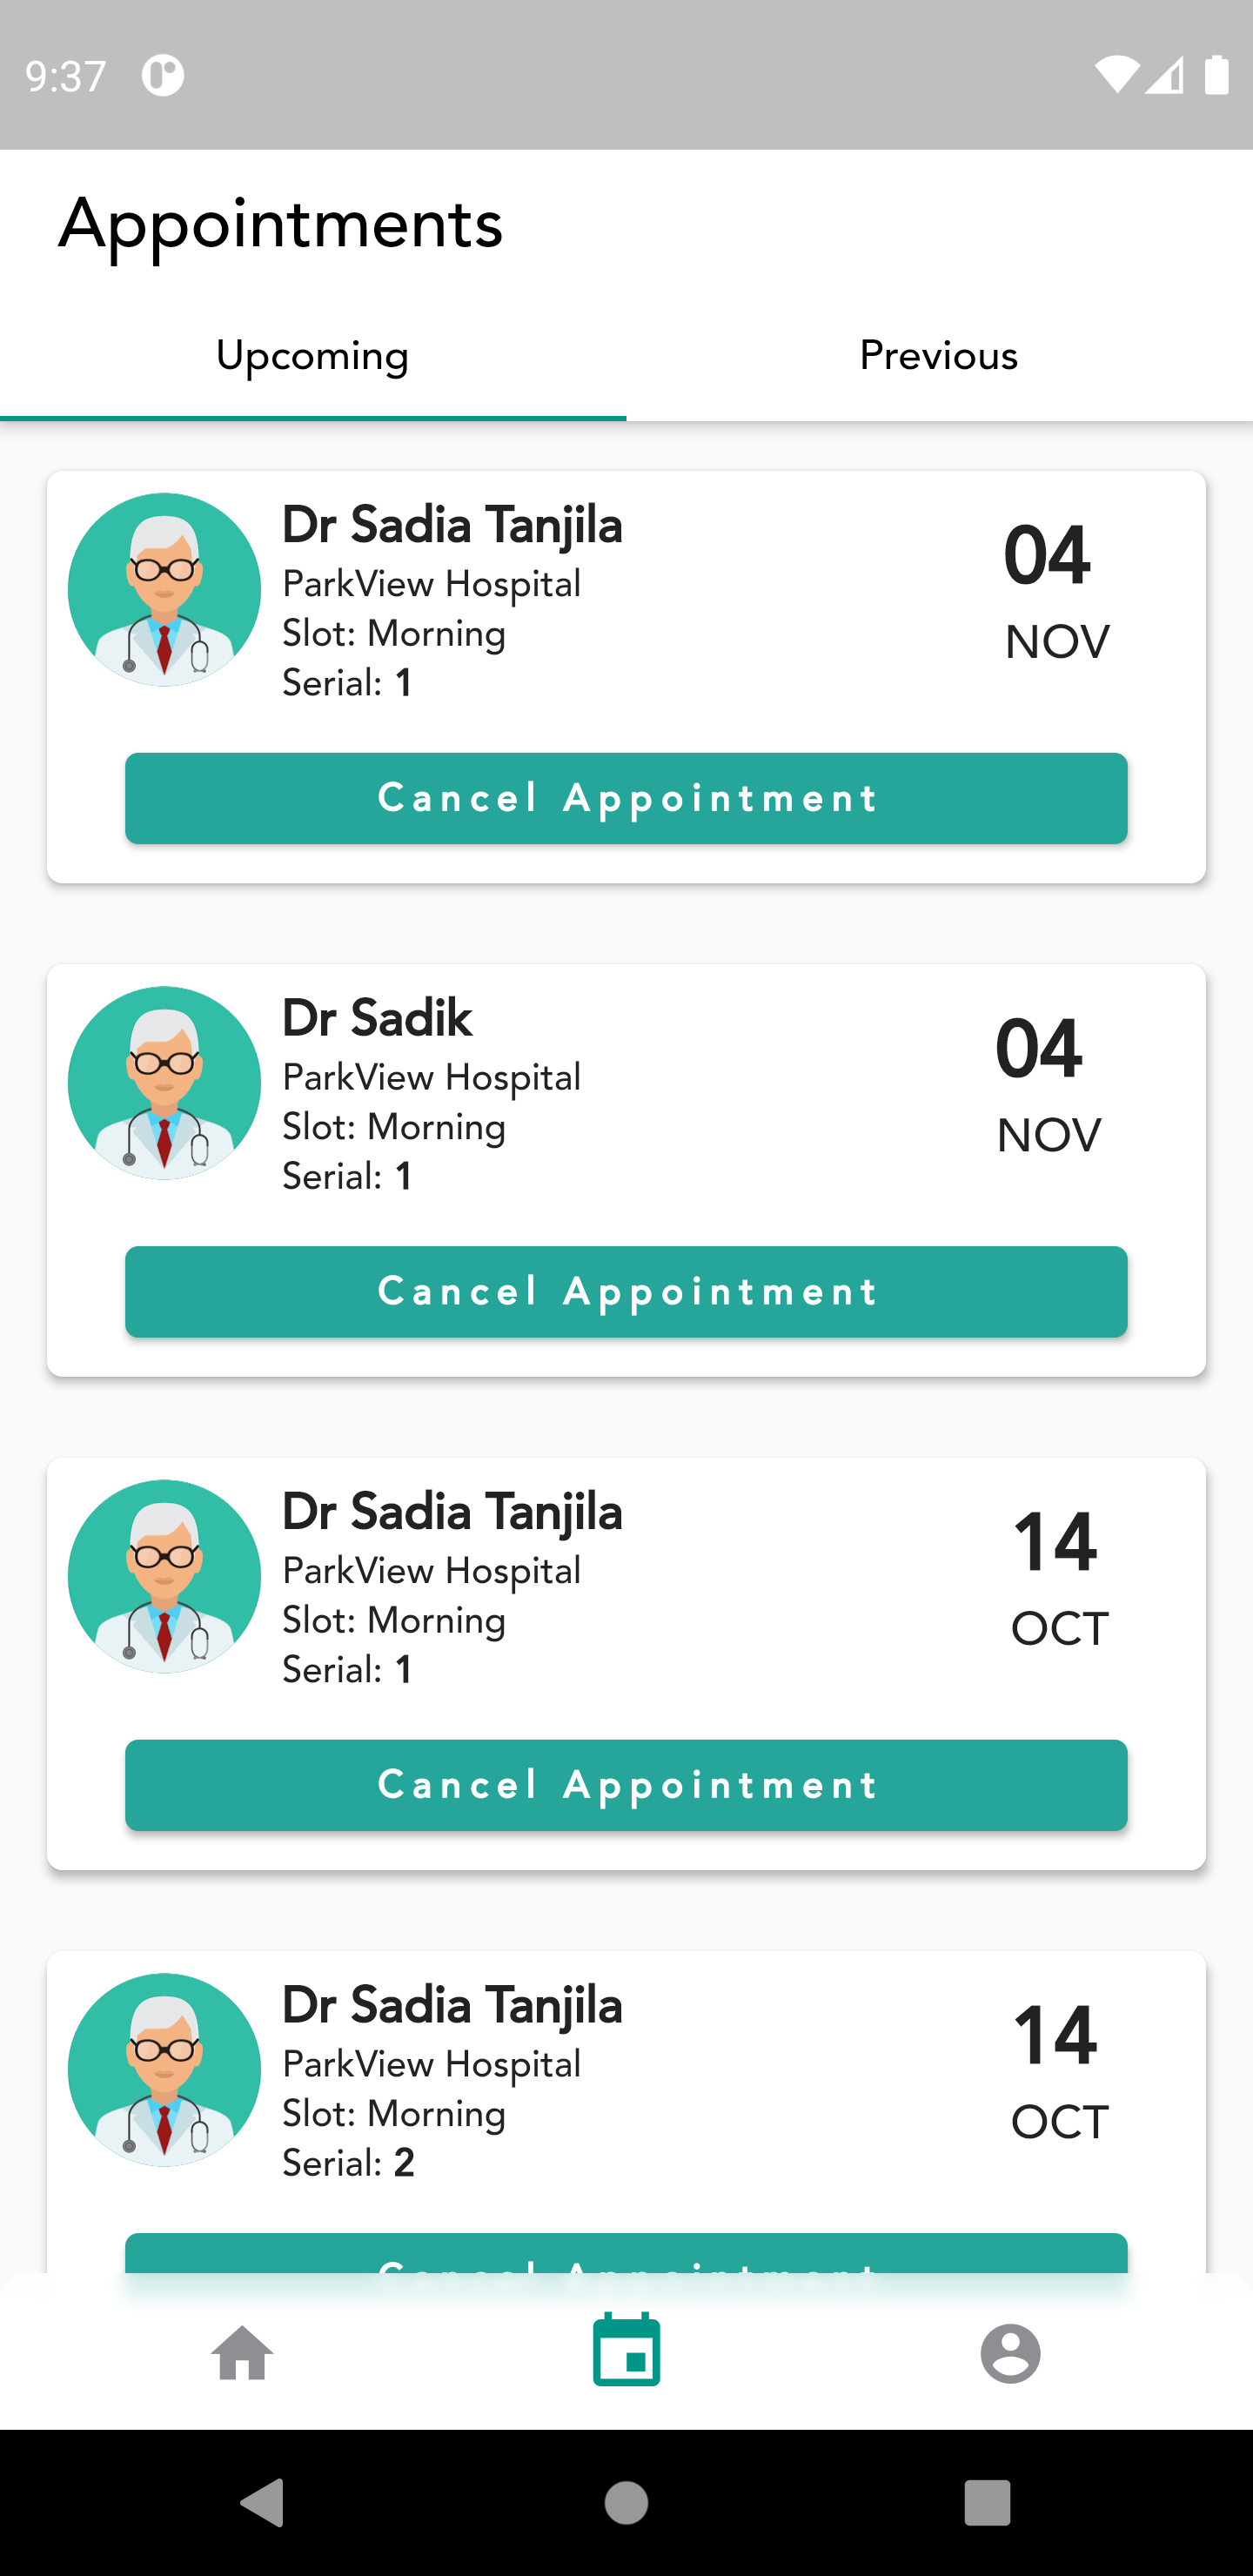 9:37
Appointments
Upcoming
Previous
Dr Sadia Tanjila
ParkView Hospital
Slot: Morning
Serial: 1
04
NOV
Cancel Appointment
Dr Sadik
ParkView Hospital
Slot: Morning
Serial: 1
04
NOV
Cancel Appointment
Dr Sadia Tanjila
ParkView Hospital
Slot: Morning
Serial: 1
14
OCT
Cancel Appointment
Dr Sadia Tanjila
ParkView Hospital
Slot: Morning
Serial: 2
14
OCT
Cancel Appointment